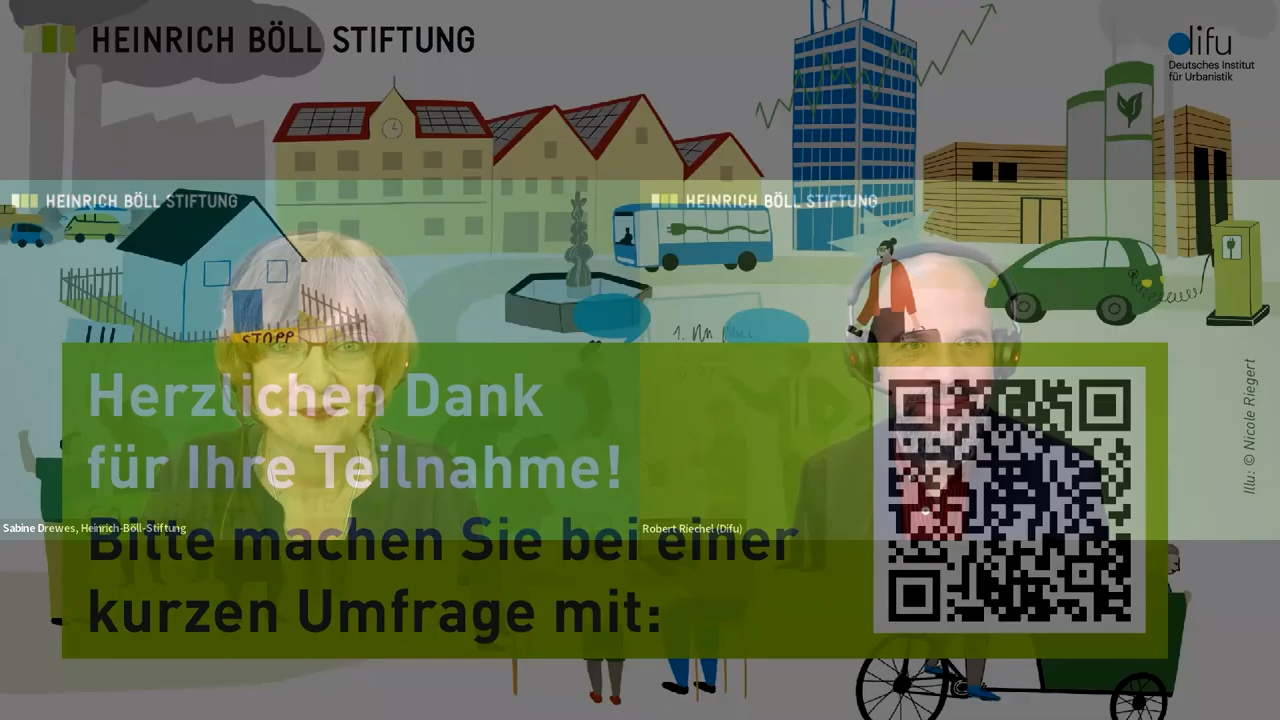 HEINRICH BÖLL STIFTUNG
difu
Deutsches Institut
für Urbanistik
HEINRICH BÖLL STIFTUNG
HEINRICH BÖLL STIFTUNG
STOPP
1.
Herzlichen Dank
für Ihre Teilnahme!
Bitte machen Sie bei einer
kurzen Umfrage mit:
Sabine Drewes, Heinrich-Böll-Stiftung
Robert Riechel (Difu)
Illu: © Nicole Riegert